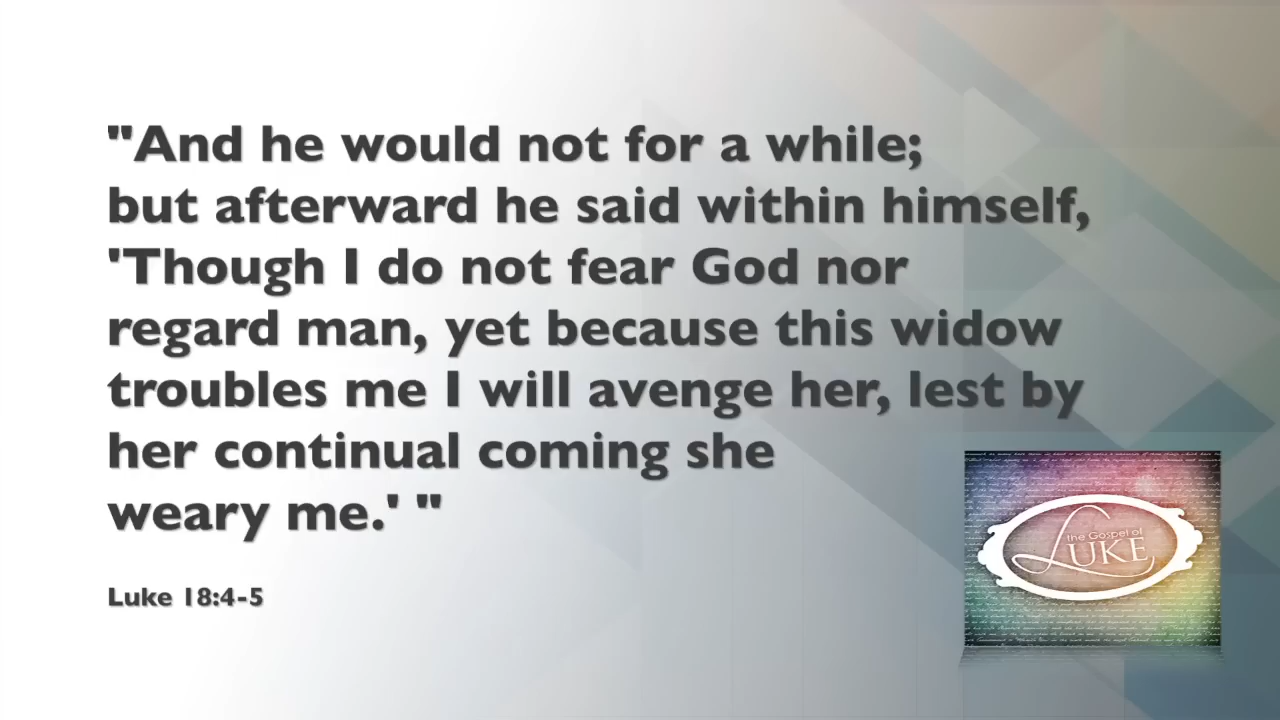 "And he would not for a while;
but afterward he said within himself,
'Though I do not fear God nor
regard man, yet because this widow
troubles me I will avenge her, lest by
her continual coming she
weary me.' "
Luke 18:4-5
the Gospel of
LUKE